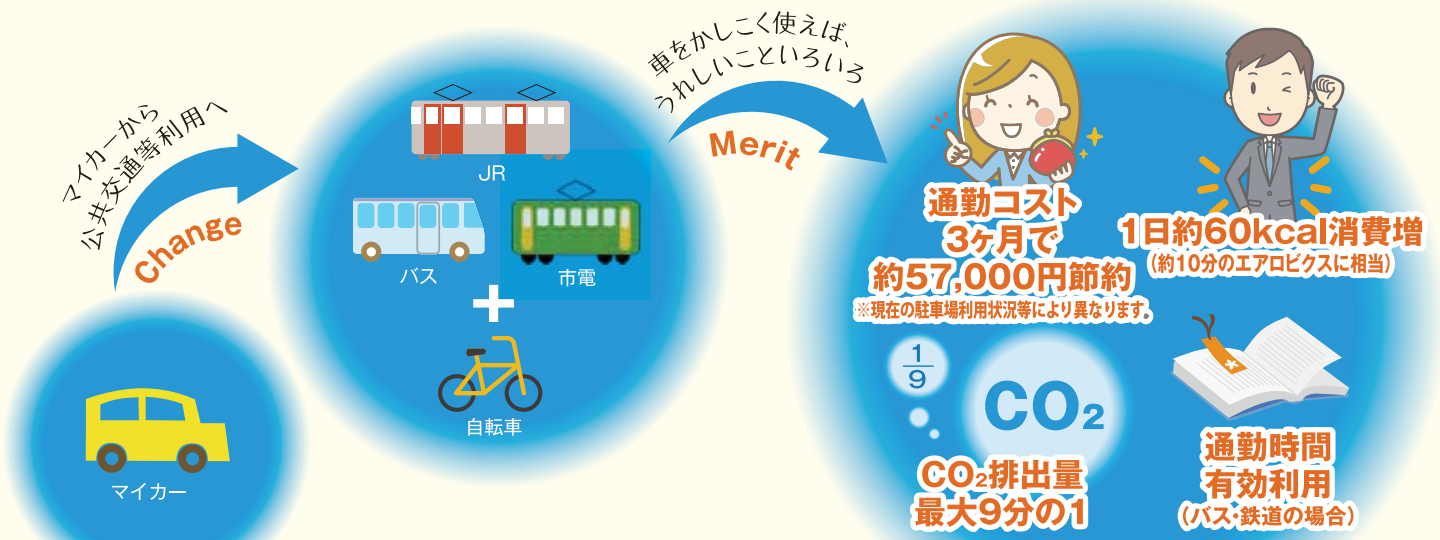 マイカーから
公共交通等利用へ
Change
マイカー
JR
バス
市電
+
自転車
車をかしこく使えば、
うれしいこといろいろ
Merit
通勤コスト
3ヶ月で
約57,000円節約
※現在の駐車場利用状況等により異なります。
1日約60kcal消費増
(約10分のエアロビクスに相当)
1
9
CO₂
CO₂排出量
最大9分の1
通勤時間
有効利用
(バス・鉄道の場合)